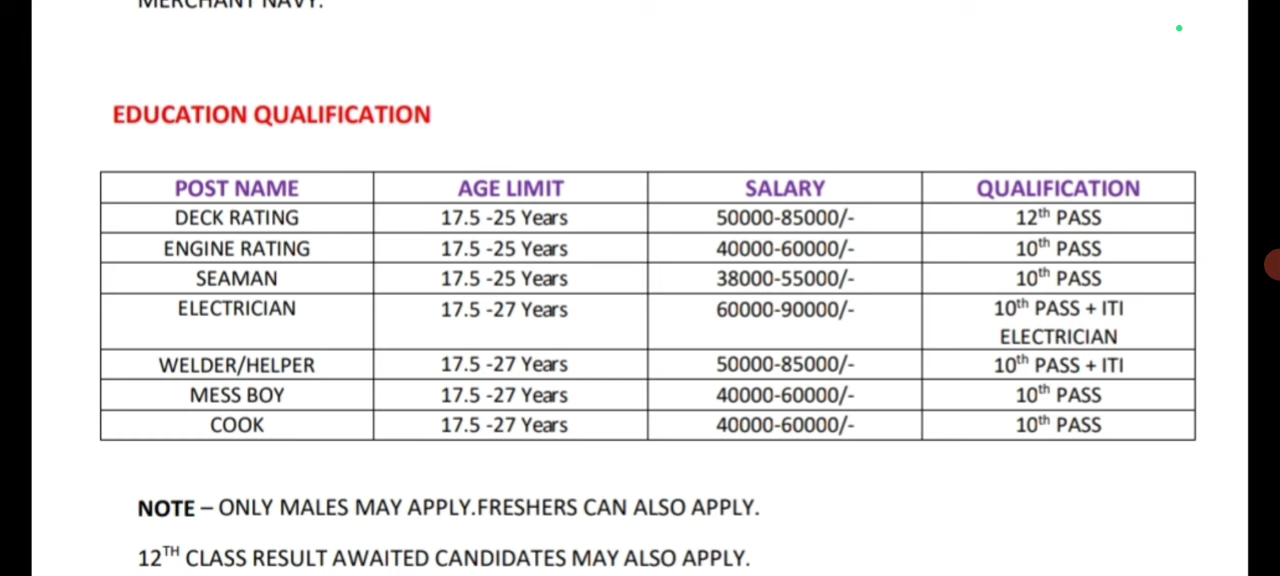 MERCHANT NAVY.
EDUCATION QUALIFICATION
POST NAME AGE LIMIT SALARY QUALIFICATION
DECK RATING 17.5 -25 Years 50000-85000/- 12th PASS
ENGINE RATING 17.5 -25 Years 40000-60000/- 10th PASS
SEAMAN 17.5 -25 Years 38000-55000/- 10th PASS
ELECTRICIAN 17.5 -27 Years 60000-90000/- 10th PASS + ITI
ELECTRICIAN
WELDER/HELPER 17.5 -27 Years 50000-85000/- 10th PASS + ITI
MESS BOY 17.5 -27 Years 40000-60000/- 10th PASS
COOK 17.5 -27 Years 40000-60000/- 10th PASS
NOTE – ONLY MALES MAY APPLY.FRESHERS CAN ALSO APPLY.
12TH CLASS RESULT AWAITED CANDIDATES MAY ALSO APPLY.